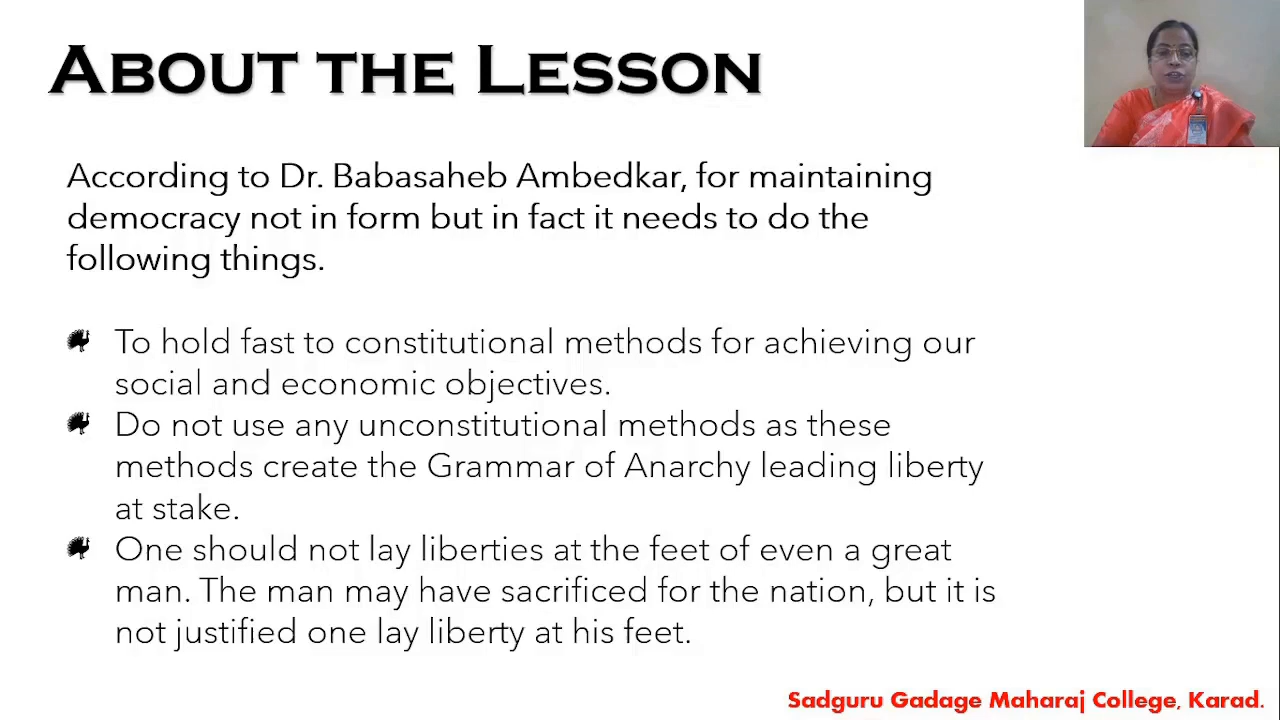 ABOUT THE LESSON
According to Dr. Babasaheb Ambedkar, for maintaining
democracy not in form but in fact it needs to do the
following things.
To hold fast to constitutional methods for achieving our
social and economic objectives.
Do not use any unconstitutional methods as these
methods create the Grammar of Anarchy leading liberty
at stake.
One should not lay liberties at the feet of even a great
man. The man may have sacrificed for the nation, but it is
not justified one lay liberty at his feet.
Sadguru Gadage Maharaj College, Karad.